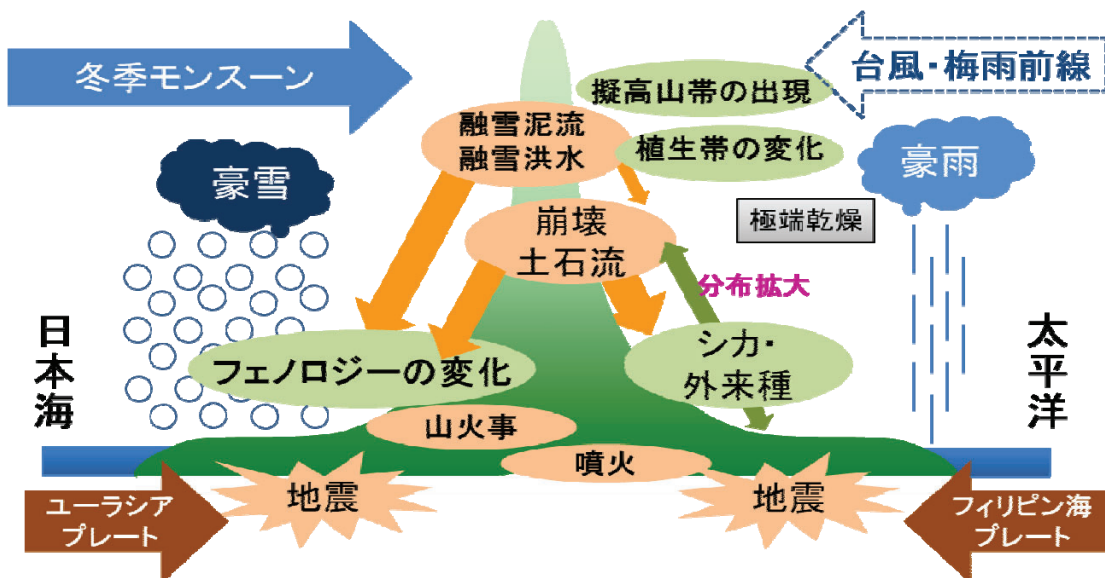 冬季モンスーン
台風・梅雨前線
擬高山帯の出現
融雪泥流
融雪洪水
植生帯の変化
豪雪
豪雨
極端乾燥
崩壊
土石流
分布拡大
日本海
太平洋
フェノロジーの変化
シカ・
外来種
山火事
噴火
地震
地震
ユーラシア
プレート
フィリピン海
プレート